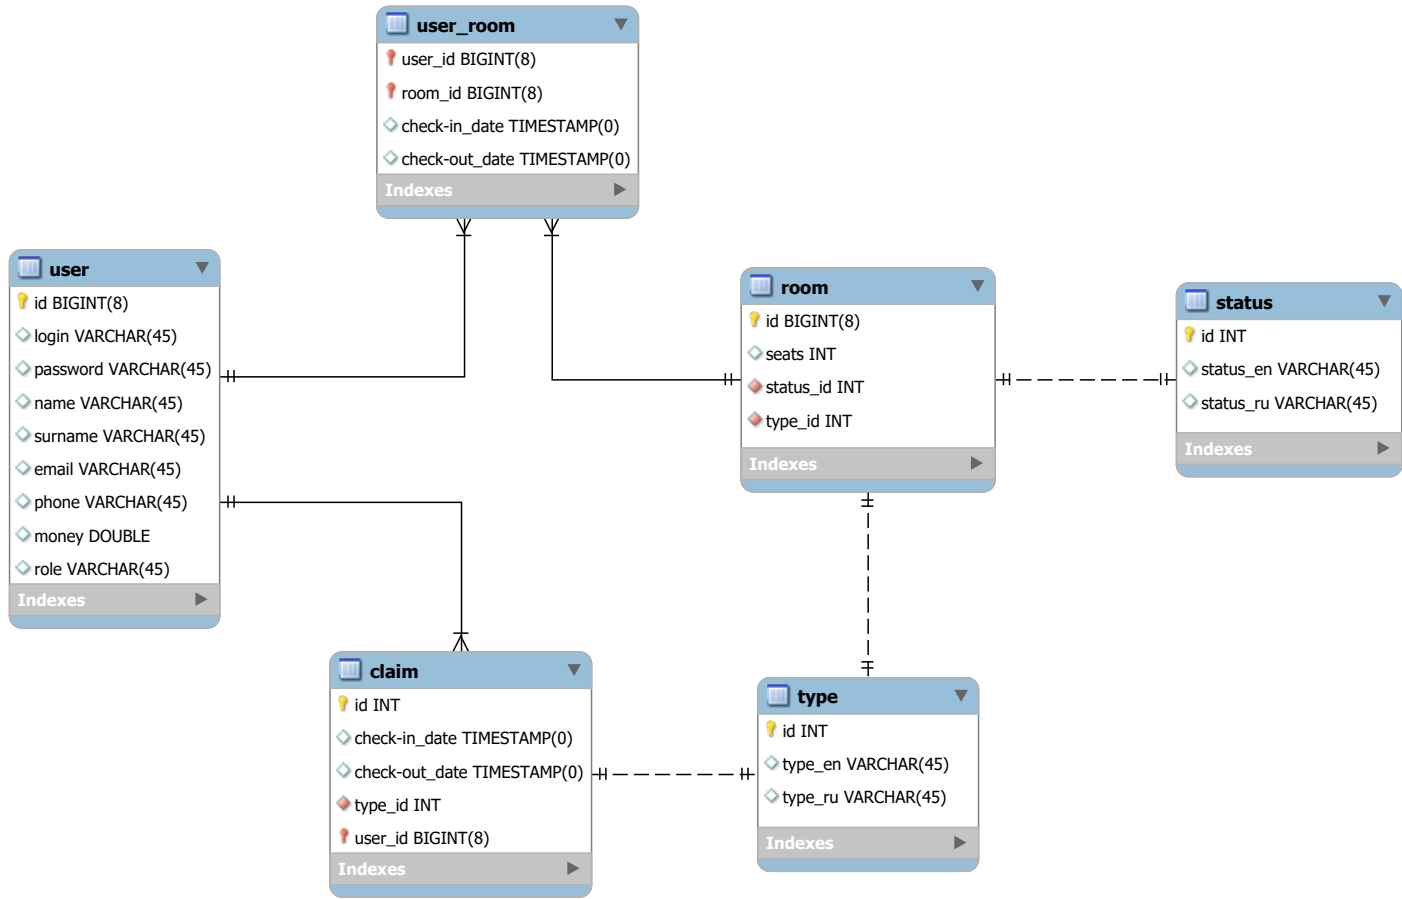 user_room
user_id BIGINT(8)
room_id BIGINT(8)
check-in_date TIMESTAMP(0)
check-out_date TIMESTAMP(0)
Indexes
user
id BIGINT(8)
login VARCHAR(45)
password VARCHAR(45)
name VARCHAR(45)
surname VARCHAR(45)
email VARCHAR(45)
phone VARCHAR(45)
money DOUBLE
role VARCHAR(45)
Indexes
room
id BIGINT(8)
seats INT
status_id INT
type_id INT
Indexes
status
id INT
status_en VARCHAR(45)
status_ru VARCHAR(45)
Indexes
claim
id INT
check-in_date TIMESTAMP(0)
check-out_date TIMESTAMP(0)
type_id INT
user_id BIGINT(8)
Indexes
type
id INT
type_en VARCHAR(45)
type_ru VARCHAR(45)
Indexes